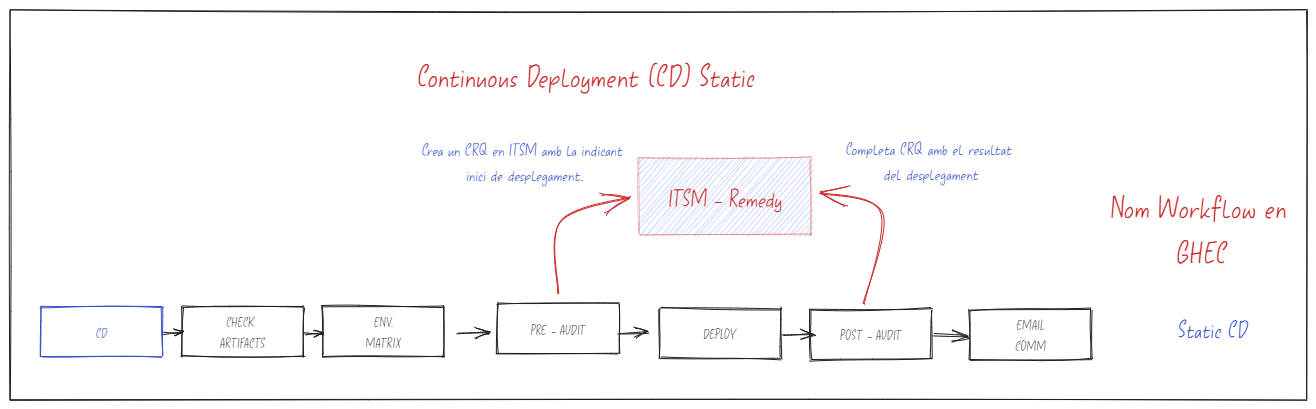 Continuous Deployment (CD) Static
Crea un CRQ en ITSM amb la indicant
inici de desplegament.
Completa CRQ amb el resultat
del desplegament
ITSM - Remedy
Nom Workflow en
GHEC
CD
CHECK
ARTIFACTS
ENV.
MATRIX
PRE - AUDIT
DEPLOY
POST - AUDIT
EMAIL
COMM
Static CD